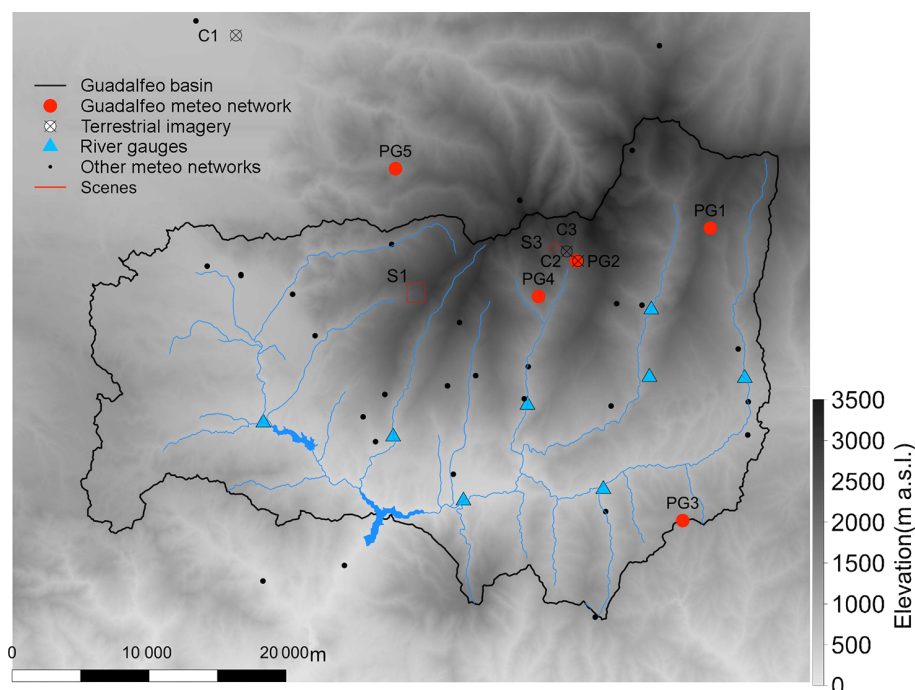 C1
Guadalfeo basin
Guadalfeo meteo network
Terrestrial imagery
River gauges
Other meteo networks
Scenes
PG5
PG1
C3
S3
C2 PG2
PG4
S1
PG3
3500
3000
2500
2000
1500
1000
500
0
Elevation(m a.s.l.)
0 10 000 20 000m